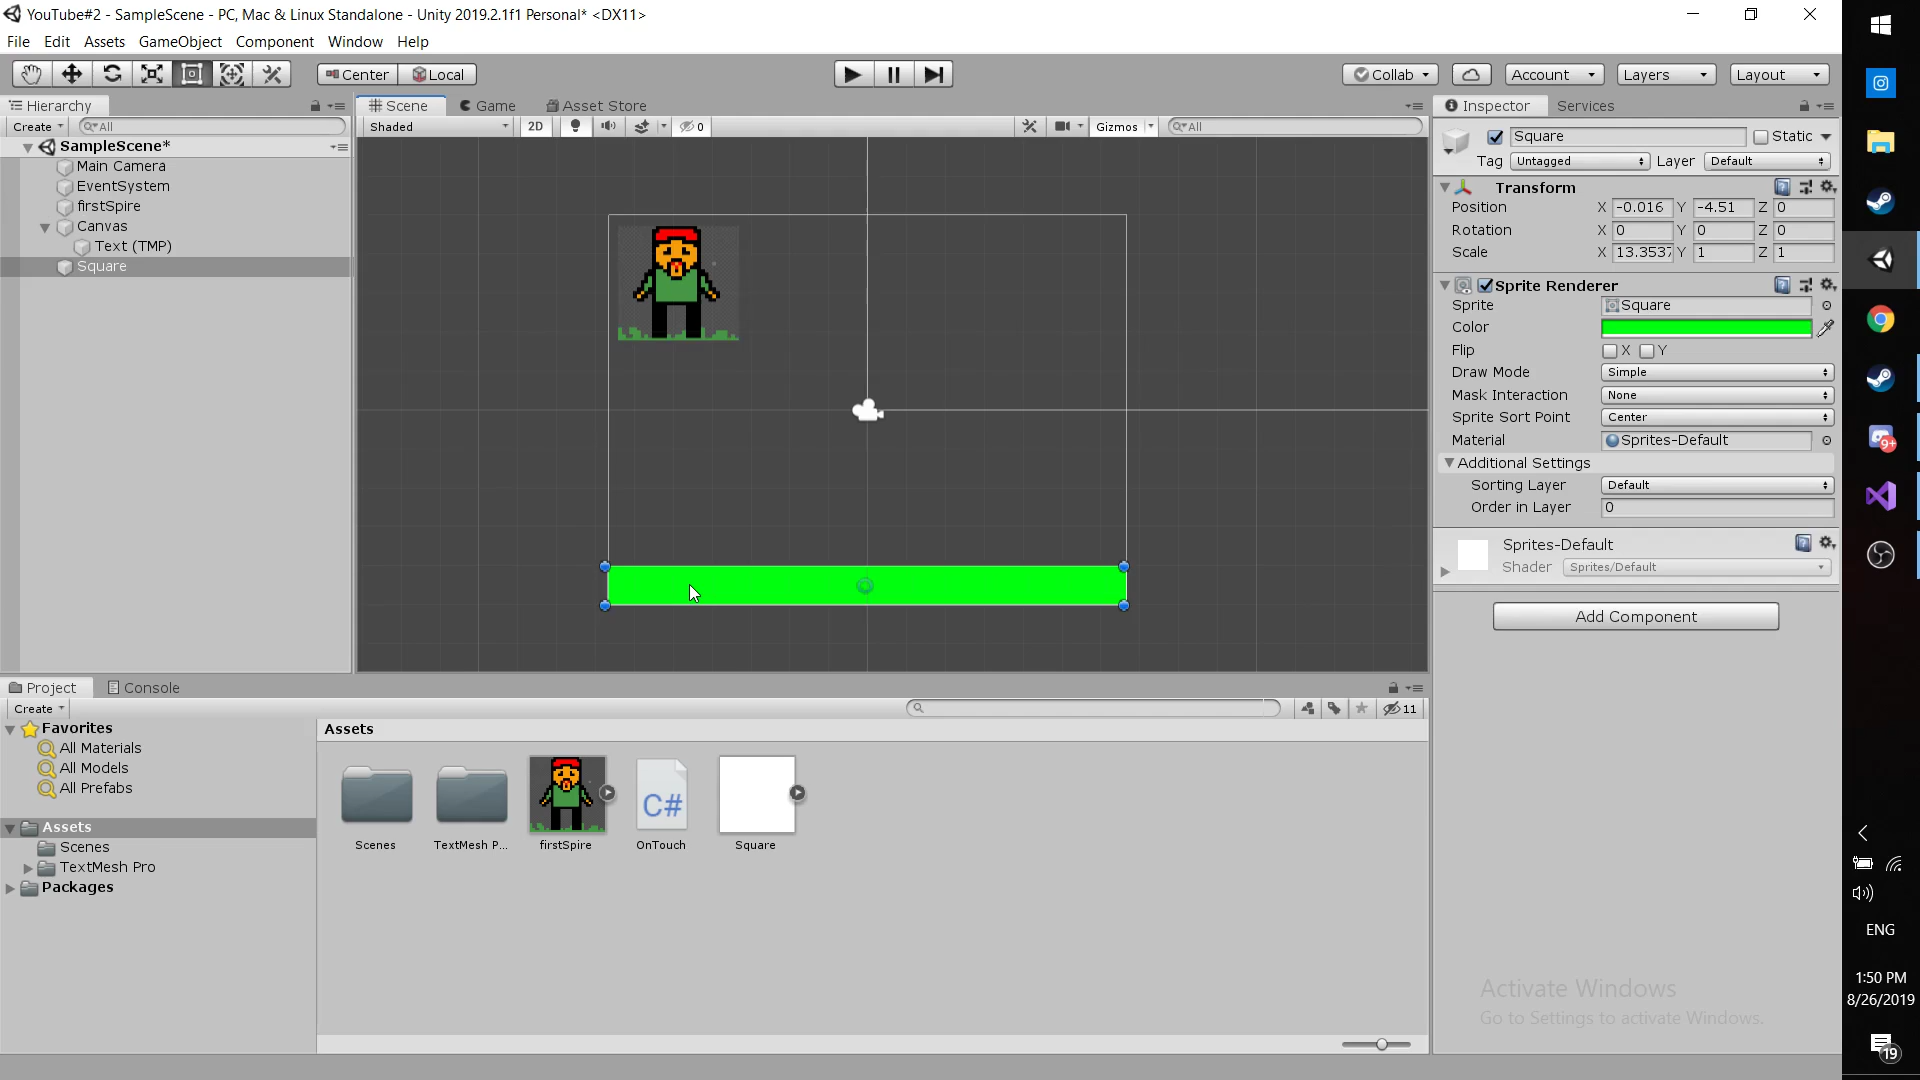 YouTube#2 - SampleScene - PC, Mac & Linux Standalone - Unity 2019.2.1f1 Personal* <DX11>
File Edit Assets GameObject Component Window Help
Center Local Collab Account Layers Layout
Hierarchy
Create All
SampleScene*
Main Camera
EventSystem
firstSpire
Canvas
Text (TMP)
Square
Scene Game Asset Store
Shaded 2D 0 Gizmos All
Inspector Services
Square Static
Tag Untagged Layer Default
Transform
Position X -0.016 Y -4.51 Z 0
Rotation X 0 Y 0 Z 0
Scale X 13.3537 Y 1 Z 1
Sprite Renderer
Sprite Square
Color
Flip X Y
Draw Mode Simple
Mask Interaction None
Sprite Sort Point Center
Material Sprites-Default
Additional Settings
Sorting Layer Default
Order in Layer 0
Sprites-Default
Shader Sprites/Default
Add Component
Project Console
Create 11
Favorites
All Materials
All Models
All Prefabs
Assets
Scenes
TextMesh Pro
Packages
Assets
C#
Scenes TextMesh P... firstSpire OnTouch Square
Activate Windows
Go to Settings to activate Windows.
9+
ENG
1:50 PM
8/26/2019
19